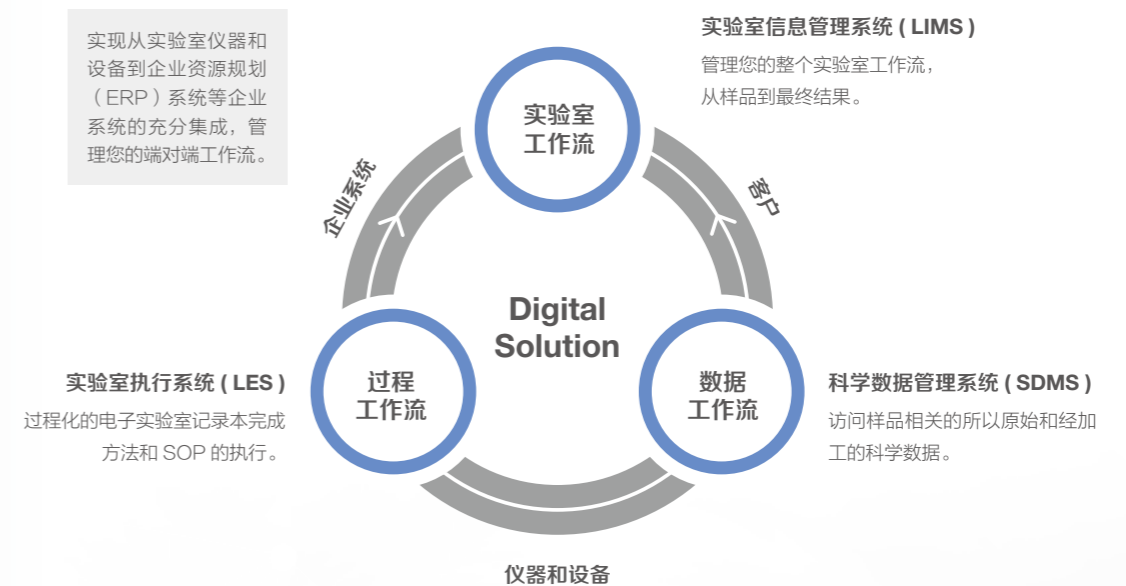 实现从实验室仪器和
设备到企业资源规划
（ERP）系统等企业
系统的充分集成，管
理您的端对端工作流。
实验室信息管理系统 ( LIMS )
管理您的整个实验室工作流，
从样品到最终结果。
实验室
工作流
企业系统
客户
Digital
Solution
实验室执行系统 ( LES )
过程化的电子实验室记录本完成
方法和 SOP 的执行。
过程
工作流
数据
工作流
科学数据管理系统 ( SDMS )
访问样品相关的所以原始和经加
工的科学数据。
仪器和设备